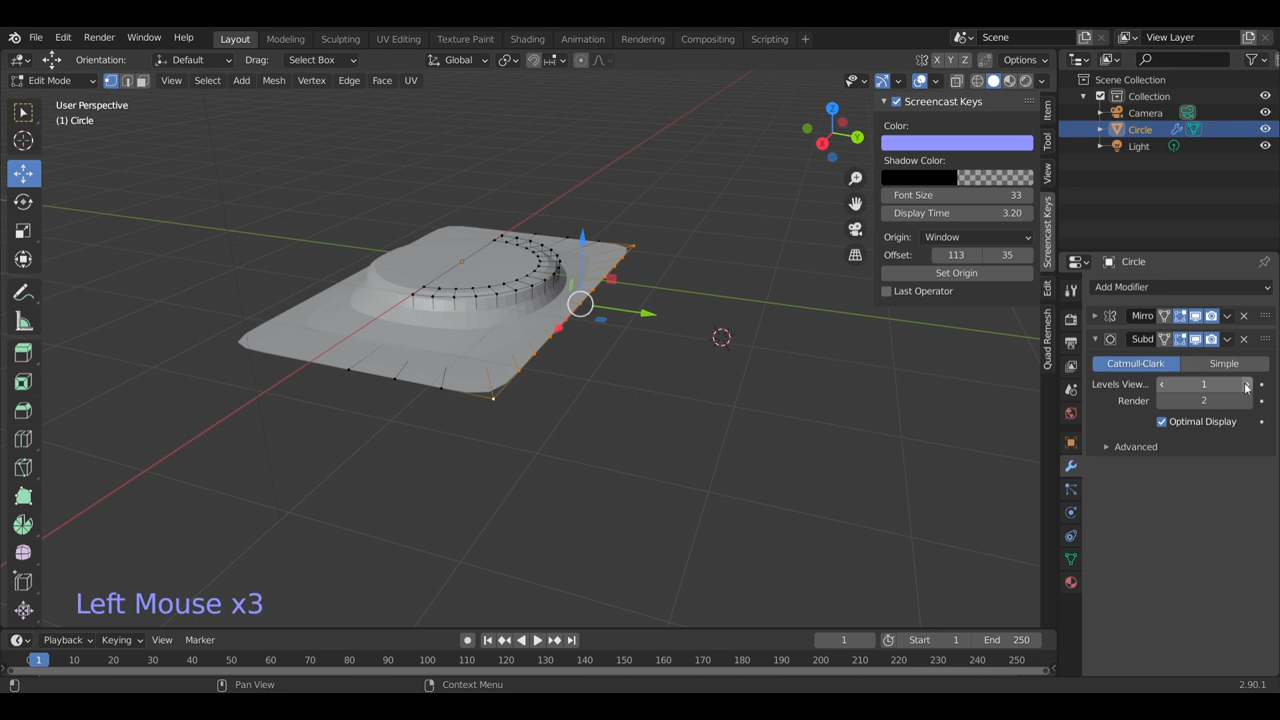 File Edit Render Window Help Layout Modeling Sculpting UV Editing Texture Paint Shading Animation Rendering Compositing Scripting + Scene View Layer
Orientation: Default Drag: Select Box Global X Y Z Options
Edit Mode View Select Add Mesh Vertex Edge Face UV
User Perspective
(1) Circle
Z
Y
X
Screencast Keys
Color:
Shadow Color:
Font Size 33
Display Time 3.20
Origin: Window
Offset: 113 35
Set Origin
Last Operator
Item
Tool
View
Screencast Keys
Edit
Quad Remesh
Scene Collection
Collection
Camera
Circle
Light
Circle
Add Modifier
Mirro
Subd
Catmull-Clark Simple
Levels View... 1
Render 2
Optimal Display
Advanced
Left Mouse x3
Playback Keying View Marker 1 Start 1 End 250
0 1 10 20 30 40 50 60 70 80 90 100 110 120 130 140 150 160 170 180 190 200 210 220 230 240 250
Pan View Context Menu 2.90.1